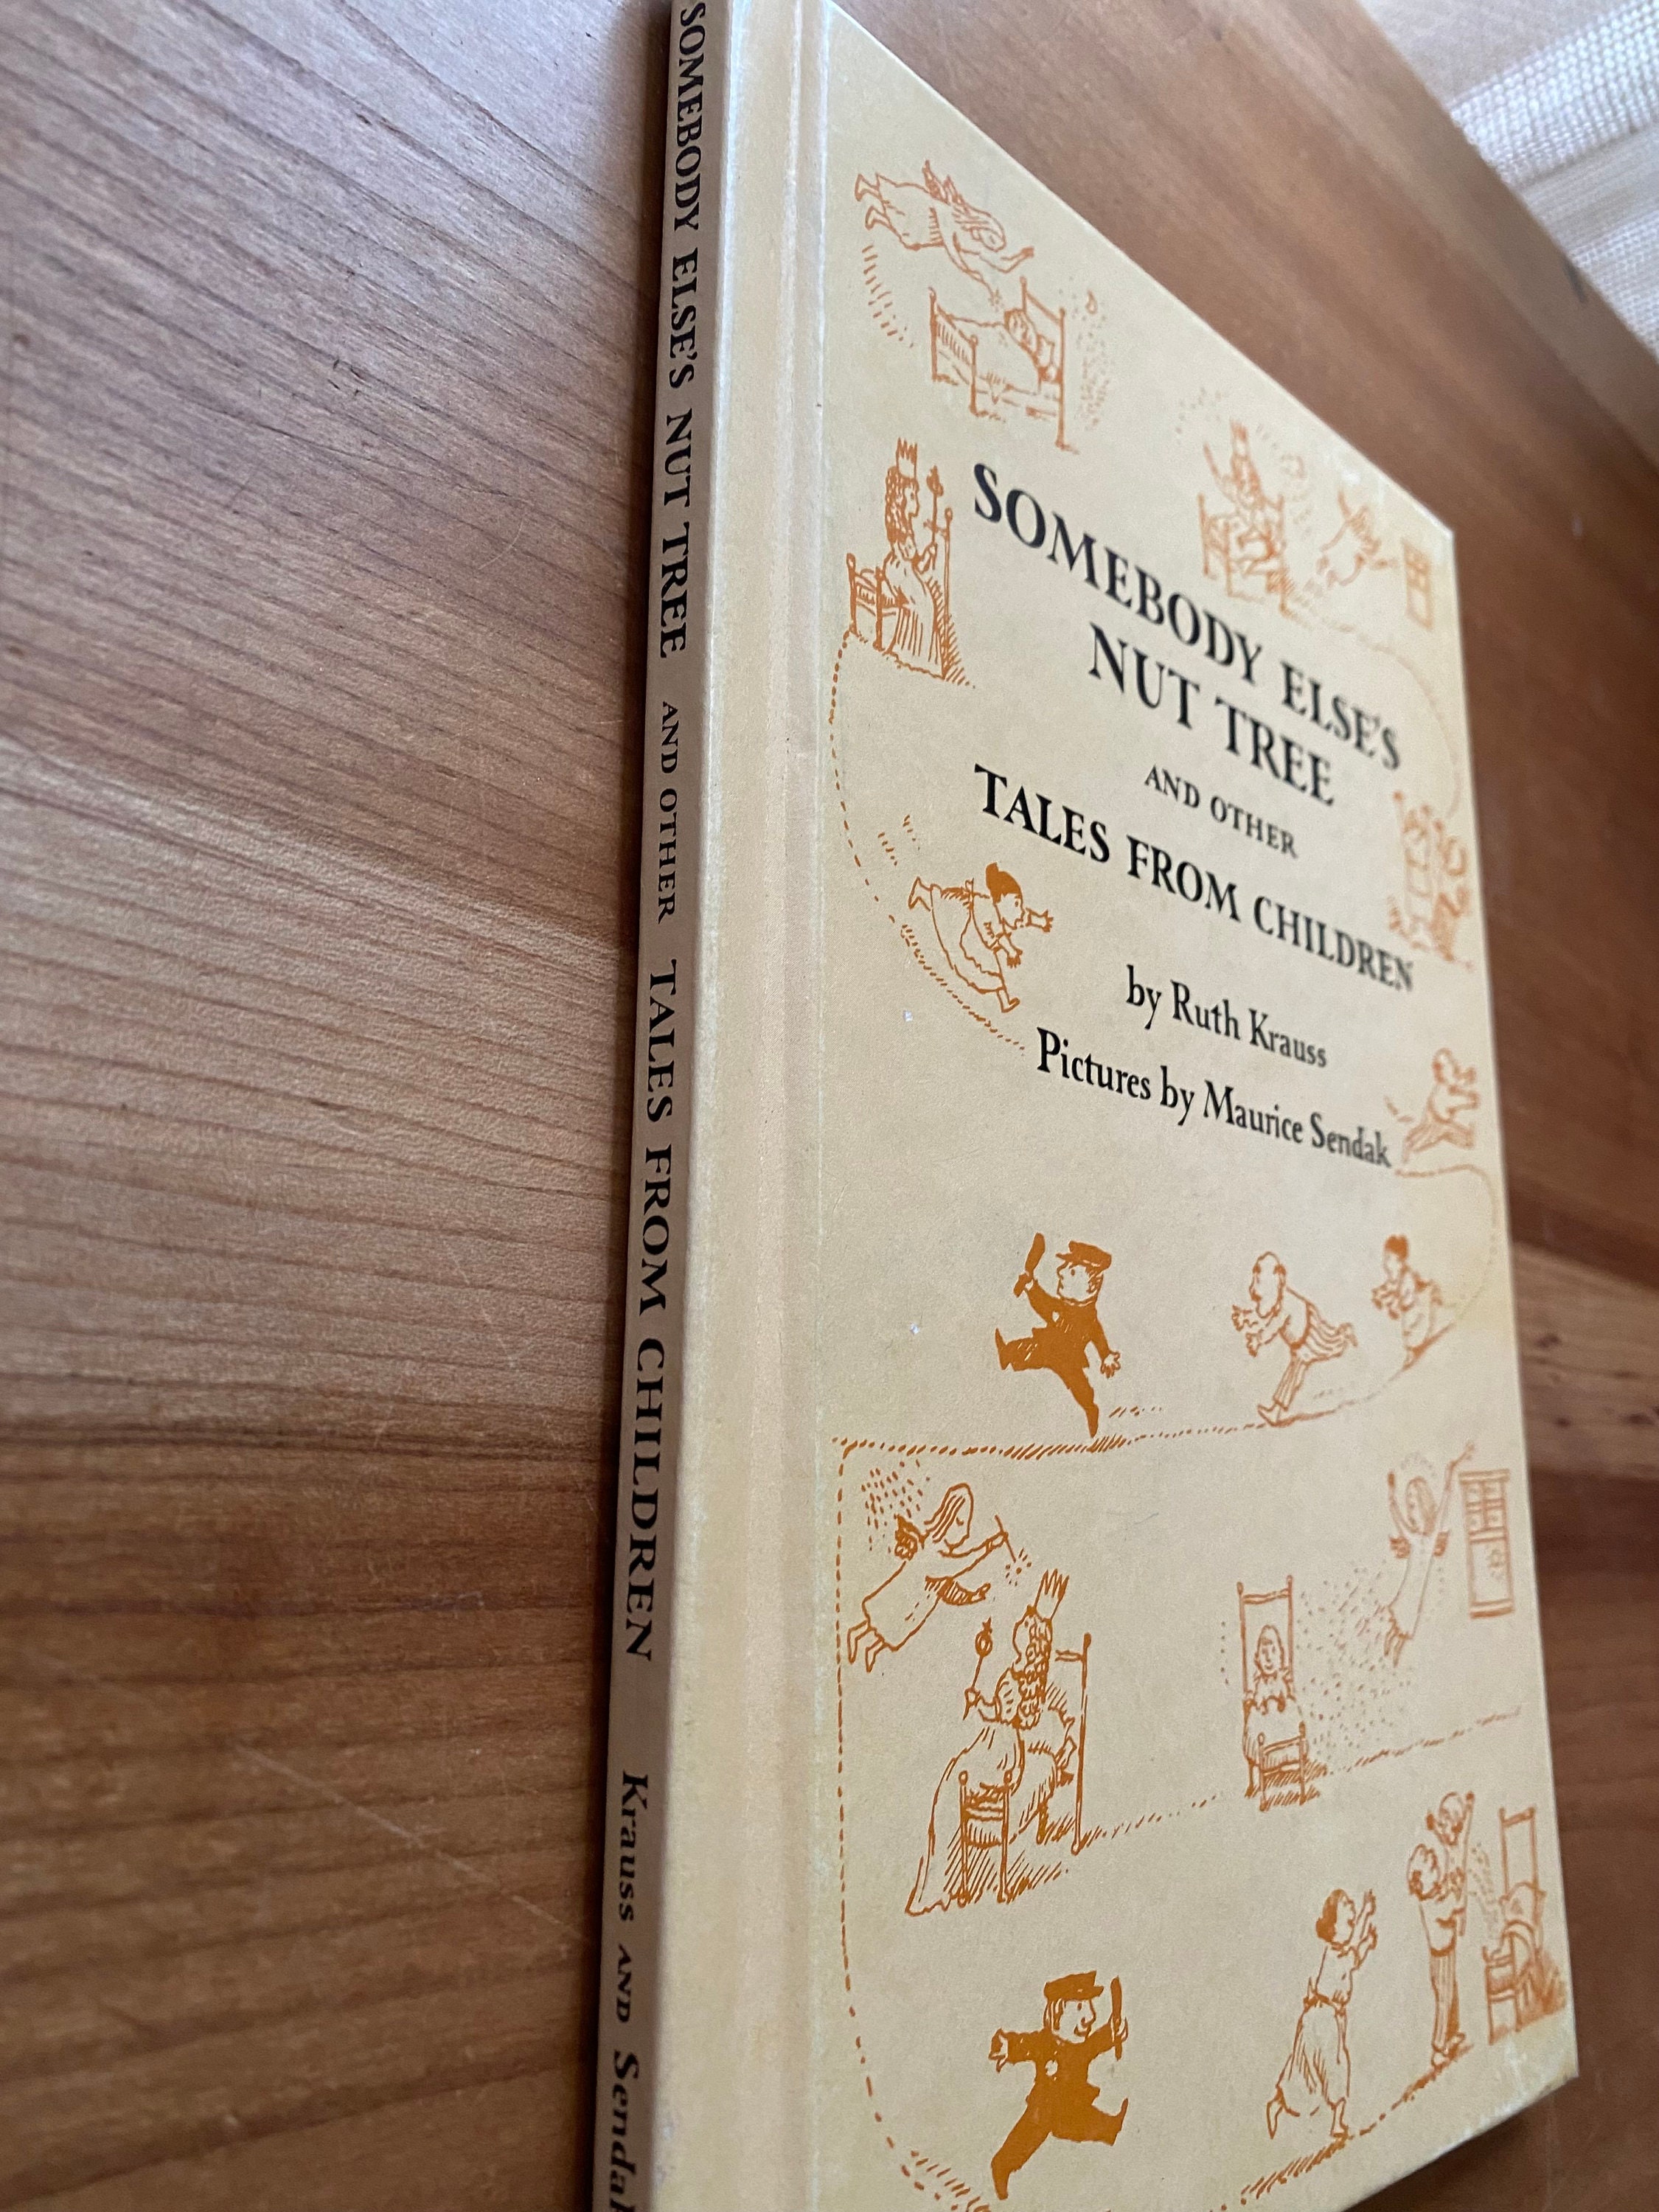 SOMEBODY ELSE'S NUT TREE AND OTHER TALES FROM CHILDREN Krauss AND Sendak
SOMEBODY ELSE'S
NUT TREE
AND OTHER
TALES FROM CHILDREN
by Ruth Krauss
Pictures by Maurice Sendak